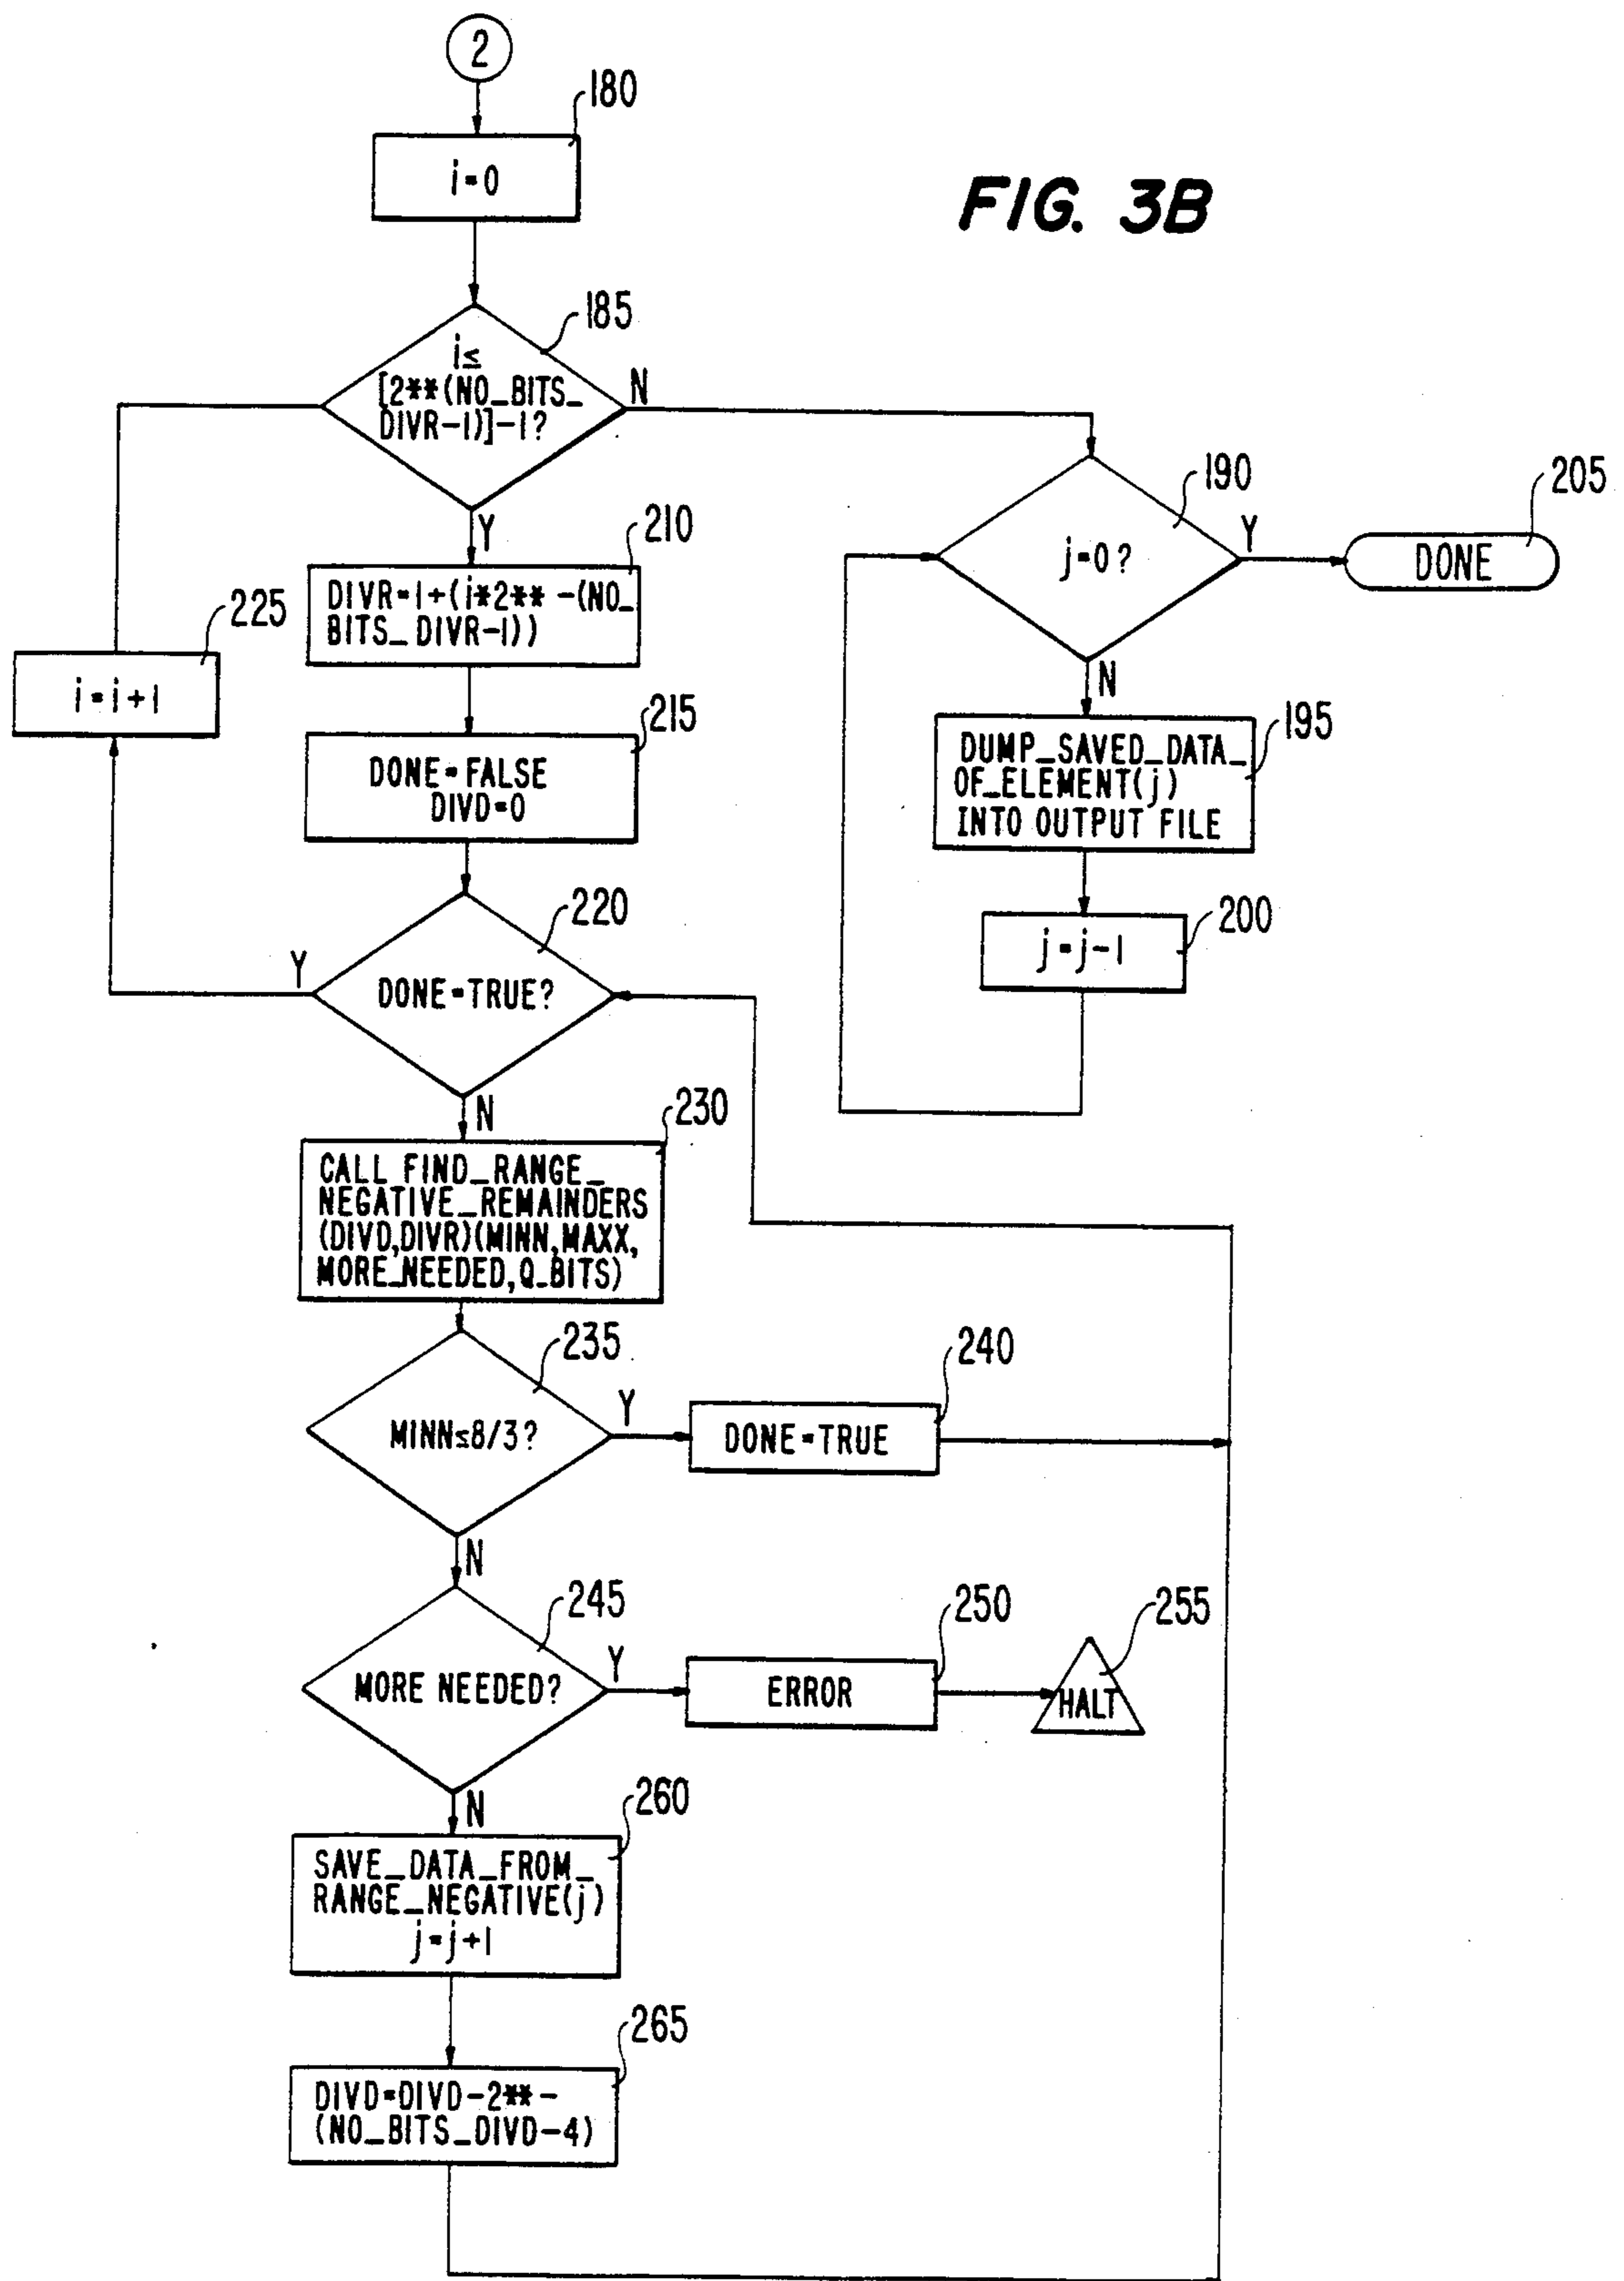 2
180
i=0
FIG. 3B
185
i≤
[2**(NO_BITS_
DIVR-1)]-1?
N
Y
190
j=0?
Y
205
DONE
N
195
DUMP_SAVED_DATA_
OF_ELEMENT(j)
INTO OUTPUT FILE
200
j=j-1
210
DIVR=1+(i*2**-(NO_
BITS_DIVR-1))
225
i=i+1
215
DONE=FALSE
DIVD=0
220
Y
DONE=TRUE?
N
230
CALL FIND_RANGE_
NEGATIVE_REMAINDERS
(DIVD,DIVR)(MINN,MAXX,
MORE_NEEDED,Q_BITS)
235
MINN≤8/3?
Y
240
DONE=TRUE
N
245
MORE NEEDED?
Y
250
ERROR
255
HALT
N
260
SAVE_DATA_FROM_
RANGE_NEGATIVE(j)
j=j+1
265
DIVD=DIVD-2**-
(NO_BITS_DIVD-4)